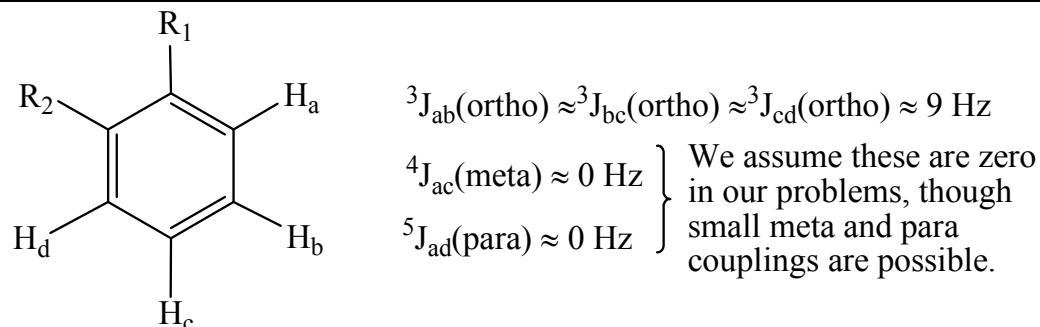 R₁
R₂
Hₐ
³Jab(ortho) ≈³Jbc(ortho) ≈³Jcd(ortho) ≈ 9 Hz
⁴Jac(meta) ≈ 0 Hz
⁵Jad(para) ≈ 0 Hz
We assume these are zero
in our problems, though
small meta and para
couplings are possible.
Hd
Hb
Hc